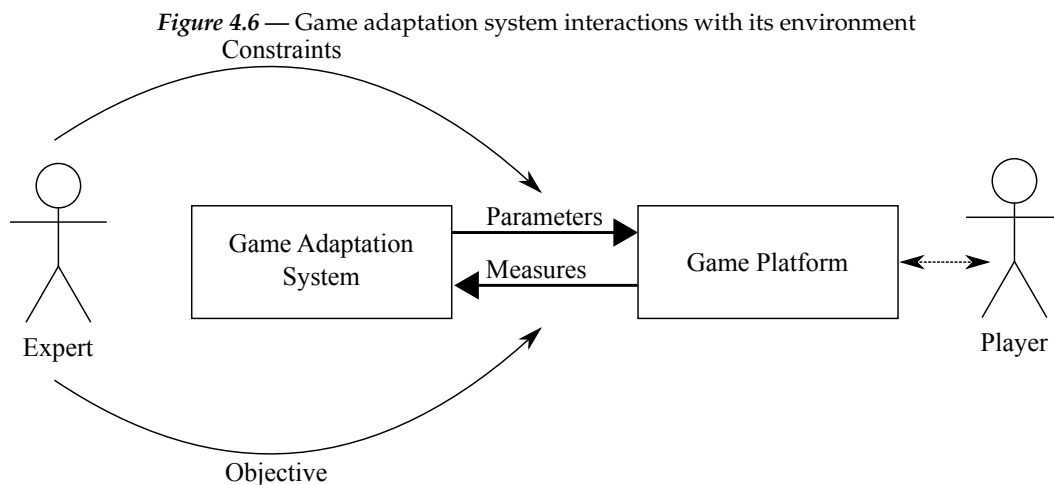 Figure 4.6 — Game adaptation system interactions with its environment
Constraints
Parameters
Game Adaptation
System
Measures
Game Platform
Expert
Player
Objective